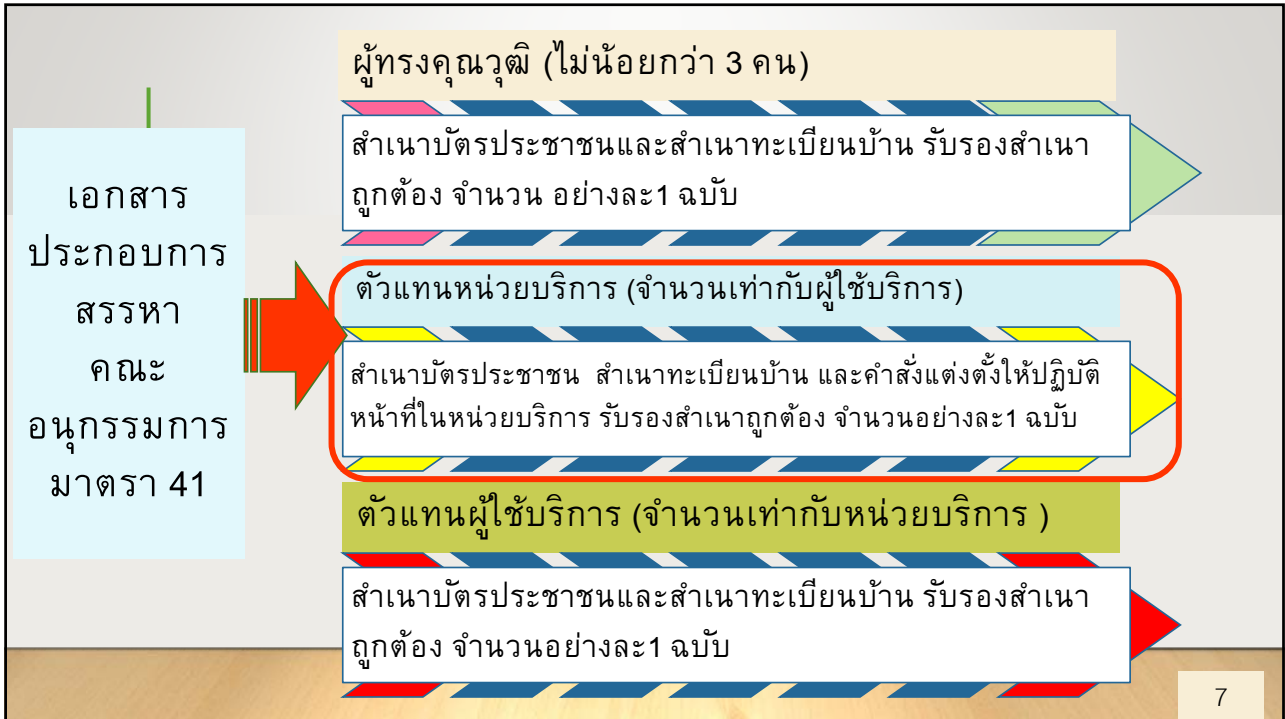 เอกสาร
ประกอบการ
สรรหา
คณะ
อนุกรรมการ
มาตรา 41
ผู้ทรงคุณวุฒิ (ไม่น้อยกว่า 3 คน)
สำเนาบัตรประชาชนและสำเนาทะเบียนบ้าน รับรองสำเนา
ถูกต้อง จำนวน อย่างละ1 ฉบับ
ตัวแทนหน่วยบริการ (จำนวนเท่ากับผู้ใช้บริการ)
สำเนาบัตรประชาชน สำเนาทะเบียนบ้าน และคำสั่งแต่งตั้งให้ปฏิบัติ
หน้าที่ในหน่วยบริการ รับรองสำเนาถูกต้อง จำนวนอย่างละ1 ฉบับ
ตัวแทนผู้ใช้บริการ (จำนวนเท่ากับหน่วยบริการ )
สำเนาบัตรประชาชนและสำเนาทะเบียนบ้าน รับรองสำเนา
ถูกต้อง จำนวนอย่างละ1 ฉบับ
7